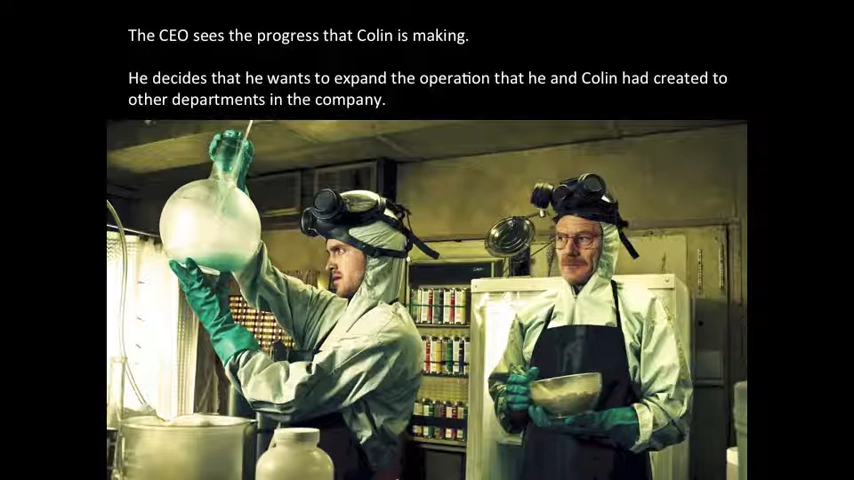 The CEO sees the progress that Colin is making.
He decides that he wants to expand the operation that he and Colin had created to
other departments in the company.